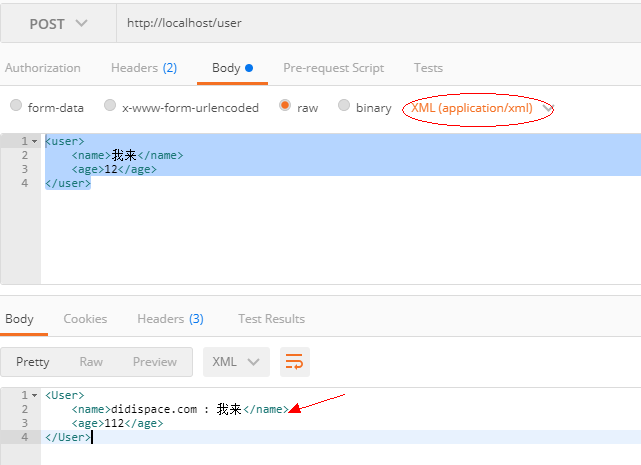 POST http://localhost/user
Authorization Headers (2) Body Pre-request Script Tests
form-data x-www-form-urlencoded raw binary XML (application/xml)
1 <user>
2 <name>我来</name>
3 <age>12</age>
4 </user>
Body Cookies Headers (3) Test Results
Pretty Raw Preview XML
1 <User>
2 <name>didispace.com : 我来</name>
3 <age>112</age>
4 </User>